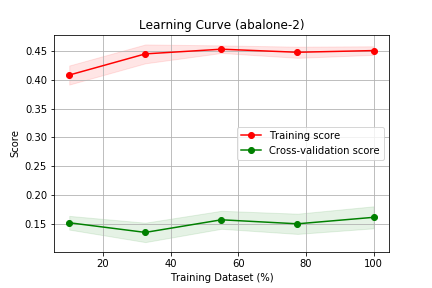 Learning Curve (abalone-2)
Score
0.45
0.40
0.35
0.30
0.25
0.20
0.15
Training score
Cross-validation score
20 40 60 80 100
Training Dataset (%)